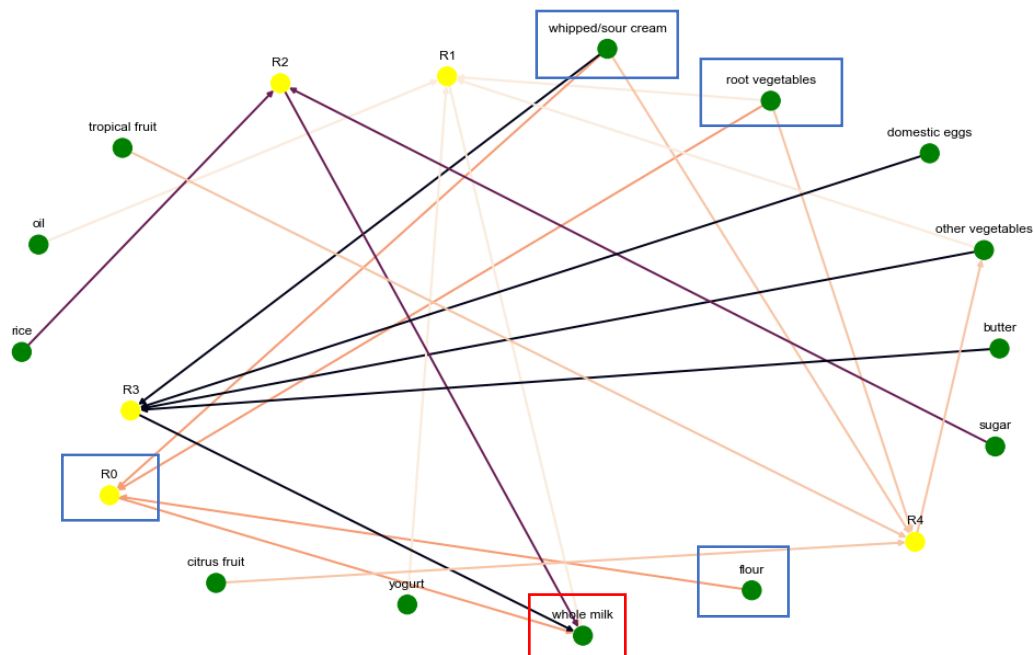 whipped/sour cream
R1
R2
root vegetables
tropical fruit
domestic eggs
oil
other vegetables
rice
butter
R3
sugar
R0
R4
citrus fruit
yogurt
flour
whole milk